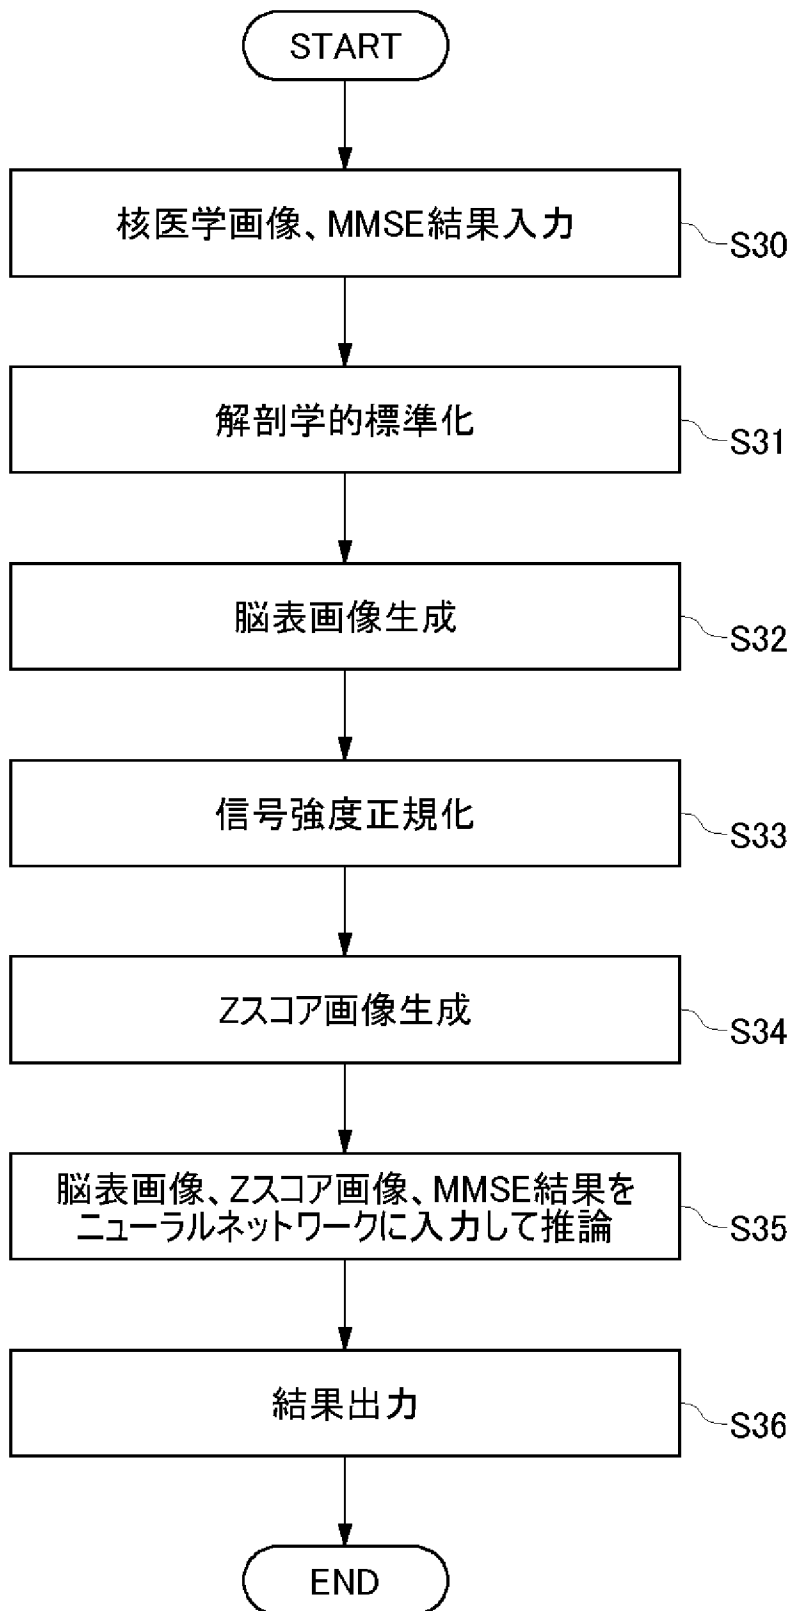 START
核医学画像、MMSE結果入力
S30
解剖学的標準化
S31
脳表画像生成
S32
信号強度正規化
S33
Zスコア画像生成
S34
脳表画像、Zスコア画像、MMSE結果を
ニューラルネットワークに入力して推論
S35
結果出力
S36
END